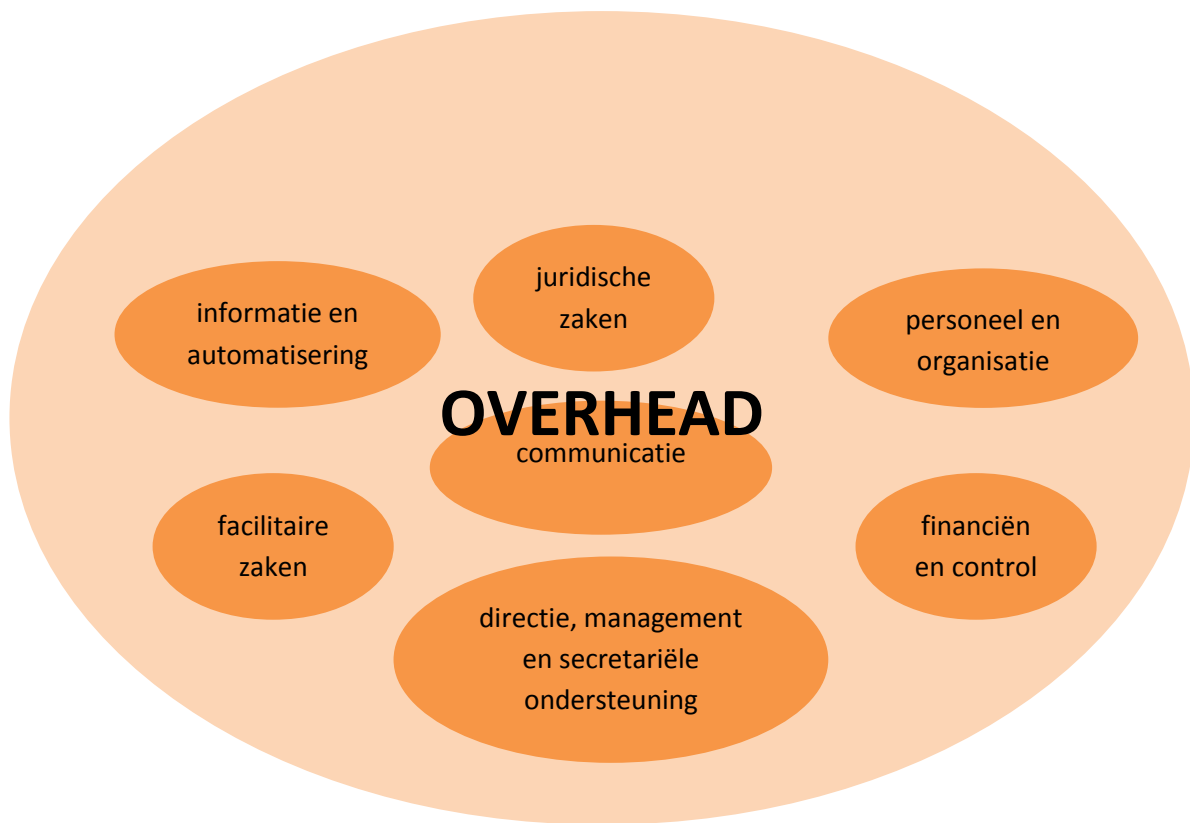 juridische
zaken
informatie en
automatisering
personeel en
organisatie
OVERHEAD
communicatie
facilitaire
zaken
financiën
en control
directie, management
en secretariële
ondersteuning